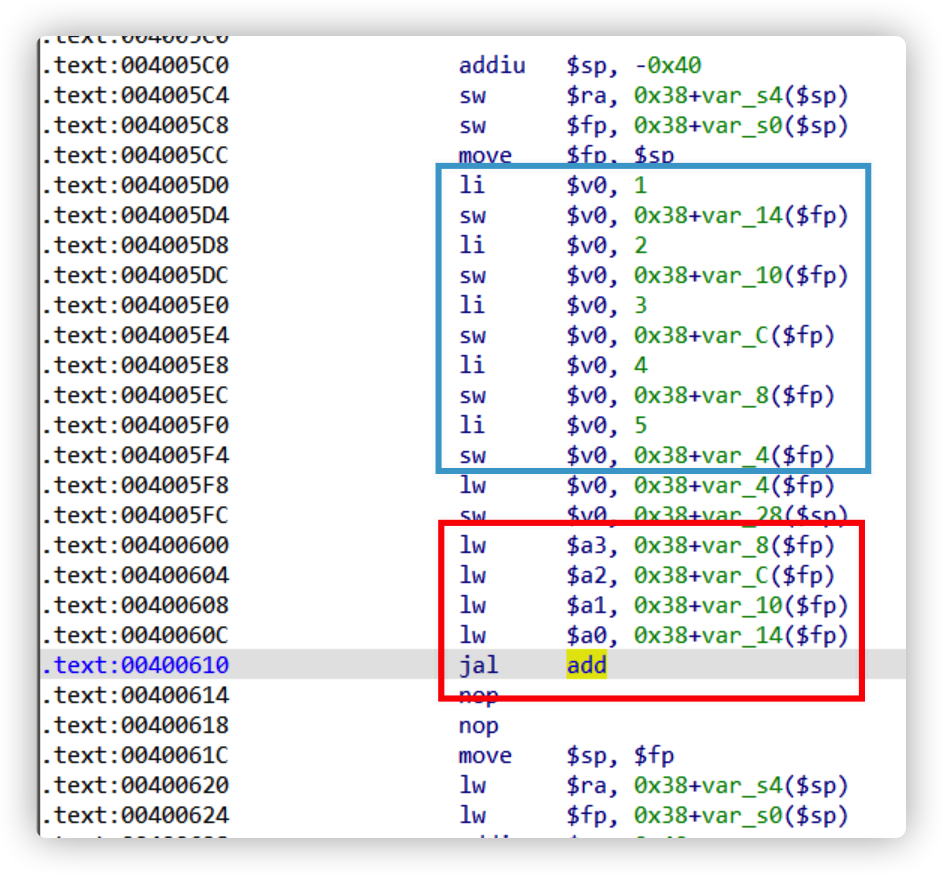 .text:004005C0
.text:004005C0 addiu $sp, -0x40
.text:004005C4 sw $ra, 0x38+var_s4($sp)
.text:004005C8 sw $fp, 0x38+var_s0($sp)
.text:004005CC move $fp, $sp
.text:004005D0 li $v0, 1
.text:004005D4 sw $v0, 0x38+var_14($fp)
.text:004005D8 li $v0, 2
.text:004005DC sw $v0, 0x38+var_10($fp)
.text:004005E0 li $v0, 3
.text:004005E4 sw $v0, 0x38+var_C($fp)
.text:004005E8 li $v0, 4
.text:004005EC sw $v0, 0x38+var_8($fp)
.text:004005F0 li $v0, 5
.text:004005F4 sw $v0, 0x38+var_4($fp)
.text:004005F8 lw $v0, 0x38+var_4($fp)
.text:004005FC sw $v0, 0x38+var_28($sp)
.text:00400600 lw $a3, 0x38+var_8($fp)
.text:00400604 lw $a2, 0x38+var_C($fp)
.text:00400608 lw $a1, 0x38+var_10($fp)
.text:0040060C lw $a0, 0x38+var_14($fp)
.text:00400610 jal add
.text:00400614 nop
.text:00400618 nop
.text:0040061C move $sp, $fp
.text:00400620 lw $ra, 0x38+var_s4($sp)
.text:00400624 lw $fp, 0x38+var_s0($sp)